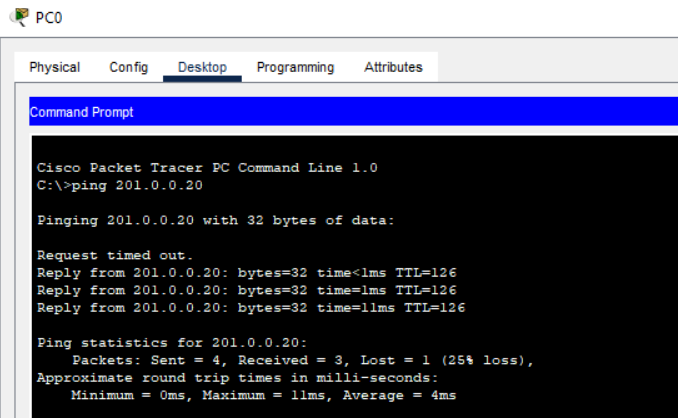 PC0
Physical Config Desktop Programming Attributes
Command Prompt
Cisco Packet Tracer PC Command Line 1.0
C:\>ping 201.0.0.20
Pinging 201.0.0.20 with 32 bytes of data:
Request timed out.
Reply from 201.0.0.20: bytes=32 time<1ms TTL=126
Reply from 201.0.0.20: bytes=32 time=1ms TTL=126
Reply from 201.0.0.20: bytes=32 time=11ms TTL=126
Ping statistics for 201.0.0.20:
Packets: Sent = 4, Received = 3, Lost = 1 (25% loss),
Approximate round trip times in milli-seconds:
Minimum = 0ms, Maximum = 11ms, Average = 4ms